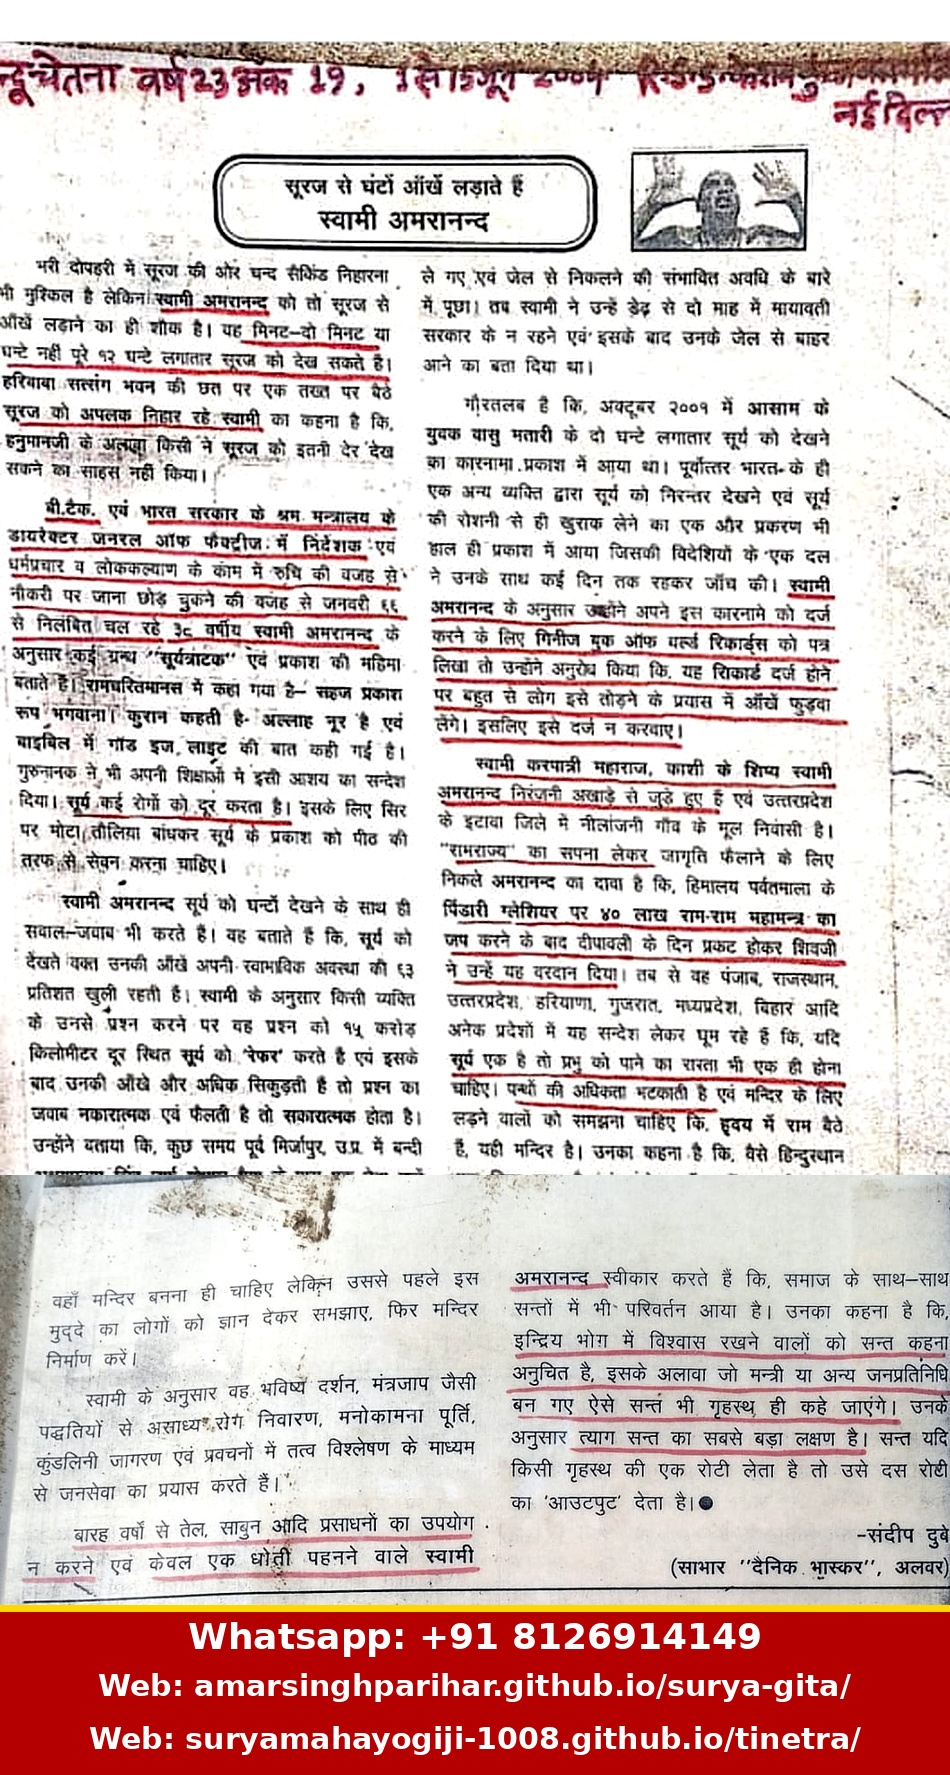 न्दू चेतना वर्ष 23 अंक 19, 1 से 15 जून
नई दिल्ल
सूरज से घंटों आँखें लड़ाते हैं
स्वामी अमरानन्द
भरी दोपहरी में सूरज की ओर चन्द सैकिंड निहारना
भी मुश्किल है लेकिन स्वामी अमरानन्द को तो सूरज से
आँखें लड़ाने का ही शौक है। यह मिनट–दो मिनट या
घन्टे नहीं पूरे १२ घन्टे लगातार सूरज को देख सकते है।
हरिबाबा सत्संग भवन की छत पर एक तख्त पर बैठे
सूरज को अपलक निहार रहे स्वामी का कहना है कि,
हनुमानजी के अलावा किसी ने सूरज को इतनी देर देख
सकने का साहस नहीं किया।
बी.टैक. एवं भारत सरकार के श्रम मन्त्रालय के
डायरेक्टर जनरल ऑफ फैक्ट्रीज में निर्देशक एवं
धर्मप्रचार व लोककल्याण के काम में रुचि की वजह से
नौकरी पर जाना छोड़ चुकने की वजह से जनवरी ६६
से निलंबित चल रहे ३८ वर्षीय स्वामी अमरानन्द के
अनुसार कई ग्रन्थ ''सूर्यत्राटक'' एवं प्रकाश की महिमा
बताते हैं। रामचरितमानस में कहा गया है– सहज प्रकाश
रूप भगवाना। कुरान कहती है- अल्लाह नूर है एवं
बाइबिल में गॉड इज लाइट की बात कही गई है।
गुरुनानक ने भी अपनी शिक्षाओं मे इसी आशय का सन्देश
दिया। सूर्य कई रोगों को दूर करता है। इसके लिए सिर
पर मोटा तौलिया बांधकर सूर्य के प्रकाश को पीठ की
तरफ से सेवन करना चाहिए।
स्वामी अमरानन्द सूर्य को घन्टों देखने के साथ ही
सवाल–जवाब भी करते हैं। वह बताते हैं कि, सूर्य को
देखते वक्त उनकी आँखें अपनी स्वाभाविक अवस्था की ६३
प्रतिशत खुली रहती हैं। स्वामी के अनुसार किसी व्यक्ति
के उनसे प्रश्न करने पर वह प्रश्न को १५ करोड़
किलोमीटर दूर स्थित सूर्य को 'रेफर' करते है एवं इसके
बाद उनकी आँखे और अधिक सिकुड़ती हैं तो प्रश्न का
जवाब नकारात्मक एवं फैलती है तो सकारात्मक होता है।
उन्होंने बताया कि, कुछ समय पूर्व मिर्जापुर, उ.प्र. में बन्दी
ले गए एवं जेल से निकलने की संभावित अवधि के बारे
में पूछा। तब स्वामी ने उन्हें डेढ़ से दो माह में मायावती
सरकार के न रहने एवं इसके बाद उनके जेल से बाहर
आने का बता दिया था।
गौरतलब है कि, अक्टूबर २००१ में आसाम के
युवक वासु मतारी के दो घन्टे लगातार सूर्य को देखने
का कारनामा प्रकाश में आया था। पूर्वोत्तर भारत के ही
एक अन्य व्यक्ति द्वारा सूर्य को निरन्तर देखने एवं सूर्य
की रोशनी से ही खुराक लेने का एक और प्रकरण भी
हाल ही प्रकाश में आया जिसकी विदेशियों के एक दल
ने उनके साथ कई दिन तक रहकर जाँच की। स्वामी
अमरानन्द के अनुसार उन्होंने अपने इस कारनामे को दर्ज
करने के लिए गिनीज बुक ऑफ वर्ल्ड रिकार्ड्स को पत्र
लिखा तो उन्होंने अनुरोध किया कि, यह रिकार्ड दर्ज होने
पर बहुत से लोग इसे तोड़ने के प्रयास में आँखें फुड़वा
लेंगे। इसलिए इसे दर्ज न करवाए।
स्वामी करपात्री महाराज, काशी के शिष्य स्वामी
अमरानन्द निरंजनी अखाड़े से जुड़े हुए हैं एवं उत्तरप्रदेश
के इटावा जिले में नीलांजनी गाँव के मूल निवासी है।
''रामराज्य'' का सपना लेकर जागृति फैलाने के लिए
निकले अमरानन्द का दावा है कि, हिमालय पर्वतमाला के
पिंडारी ग्लेशियर पर ४० लाख राम-राम महामन्त्र का
जप करने के बाद दीपावली के दिन प्रकट होकर शिवजी
ने उन्हें यह वरदान दिया। तब से वह पंजाब, राजस्थान,
उत्तरप्रदेश, हरियाणा, गुजरात, मध्यप्रदेश, बिहार आदि
अनेक प्रदेशों में यह सन्देश लेकर घूम रहे हैं कि, यदि
सूर्य एक है तो प्रभु को पाने का रास्ता भी एक ही होना
चाहिए। पन्थों की अधिकता भटकाती है एवं मन्दिर के लिए
लड़ने वालों को समझना चाहिए कि, हृदय में राम बैठे
हैं, यही मन्दिर है। उनका कहना है कि, वैसे हिन्दुस्थान
वहाँ मन्दिर बनना ही चाहिए लेकिन उससे पहले इस
मुद्दे का लोगों को ज्ञान देकर समझाए, फिर मन्दिर
निर्माण करें।
स्वामी के अनुसार वह भविष्य दर्शन, मंत्रजाप जैसी
पद्धतियों से असाध्य रोग निवारण, मनोकामना पूर्ति,
कुंडलिनी जागरण एवं प्रवचनों में तत्व विश्लेषण के माध्यम
से जनसेवा का प्रयास करते हैं।
बारह वर्षों से तेल, साबुन आदि प्रसाधनों का उपयोग
न करने एवं केवल एक धोती पहनने वाले स्वामी
अमरानन्द स्वीकार करते हैं कि, समाज के साथ–साथ
सन्तों में भी परिवर्तन आया है। उनका कहना है कि,
इन्द्रिय भोग में विश्वास रखने वालों को सन्त कहना
अनुचित है, इसके अलावा जो मन्त्री या अन्य जनप्रतिनिधि
बन गए ऐसे सन्त भी गृहस्थ ही कहे जाएंगे। उनके
अनुसार त्याग सन्त का सबसे बड़ा लक्षण है। सन्त यदि
किसी गृहस्थ की एक रोटी लेता है तो उसे दस रोटी
का 'आउटपुट' देता है।●
–संदीप दुबे
(साभार ''दैनिक भास्कर'', अलवर)
Whatsapp: +91 8126914149
Web: amarsinghparihar.github.io/surya-gita/
Web: suryamahayogiji-1008.github.io/tinetra/